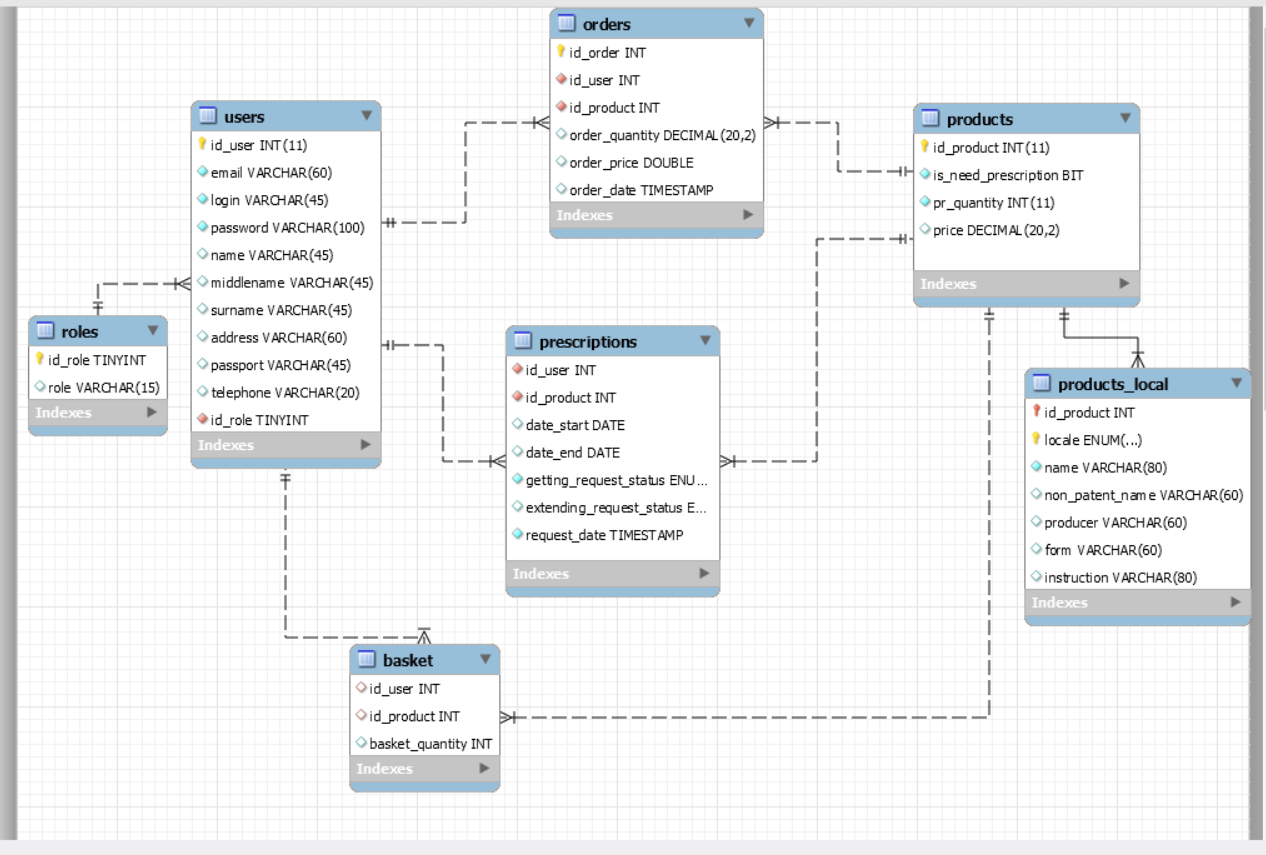 orders
id_order INT
id_user INT
id_product INT
order_quantity DECIMAL(20,2)
order_price DOUBLE
order_date TIMESTAMP
Indexes
users
id_user INT(11)
email VARCHAR(60)
login VARCHAR(45)
password VARCHAR(100)
name VARCHAR(45)
middlename VARCHAR(45)
surname VARCHAR(45)
address VARCHAR(60)
passport VARCHAR(45)
telephone VARCHAR(20)
id_role TINYINT
Indexes
products
id_product INT(11)
is_need_prescription BIT
pr_quantity INT(11)
price DECIMAL(20,2)
Indexes
roles
id_role TINYINT
role VARCHAR(15)
Indexes
prescriptions
id_user INT
id_product INT
date_start DATE
date_end DATE
getting_request_status ENU...
extending_request_status E...
request_date TIMESTAMP
Indexes
products_local
id_product INT
locale ENUM(...)
name VARCHAR(80)
non_patent_name VARCHAR(60)
producer VARCHAR(60)
form VARCHAR(60)
instruction VARCHAR(80)
Indexes
basket
id_user INT
id_product INT
basket_quantity INT
Indexes